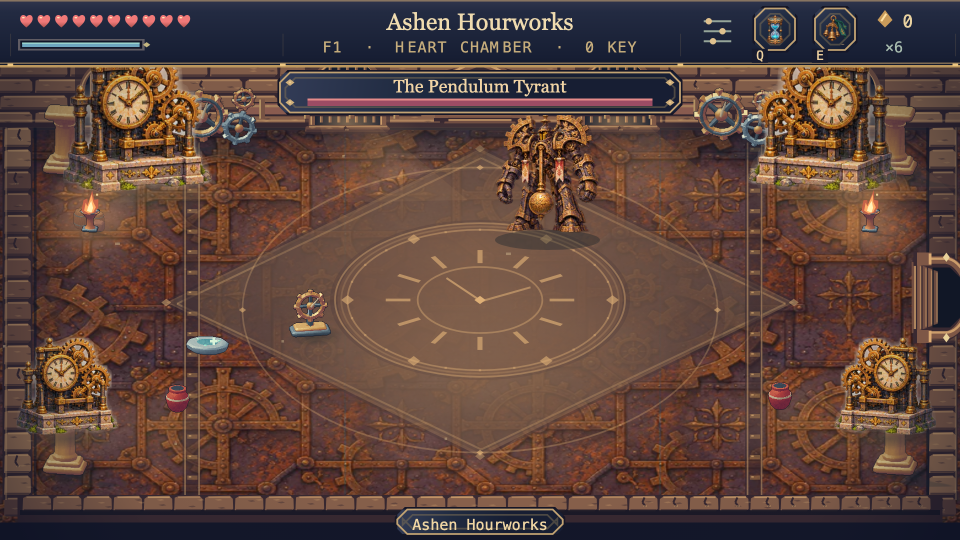 Ashen Hourworks
F1 · HEART CHAMBER · 0 KEY
Q
E
0
×6
The Pendulum Tyrant
Ashen Hourworks